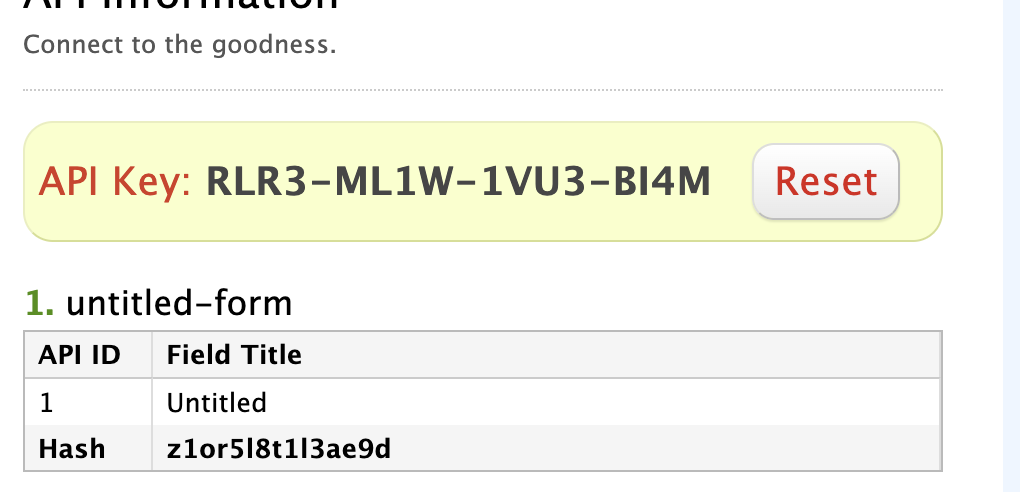 API Information
Connect to the goodness.
API Key: RLR3-ML1W-1VU3-BI4M Reset
1. untitled-form
API ID Field Title
1 Untitled
Hash z1or5l8t1l3ae9d